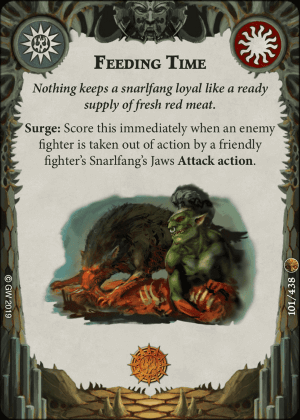 Feeding Time
Nothing keeps a snarlfang loyal like a ready
supply of fresh red meat.
Surge: Score this immediately when an enemy
fighter is taken out of action by a friendly
fighter's Snarlfang's Jaws Attack action.
© GW 2019
101/438